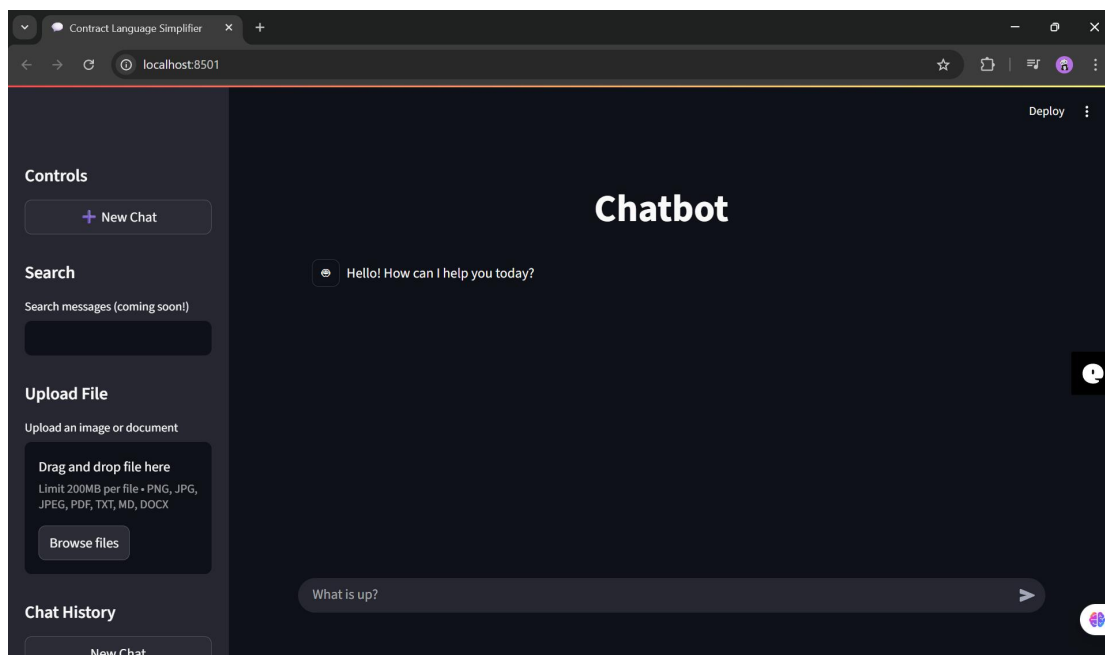 Contract Language Simplifier
localhost:8501
Deploy
Controls
New Chat
Search
Search messages (coming soon!)
Upload File
Upload an image or document
Drag and drop file here
Limit 200MB per file • PNG, JPG,
JPEG, PDF, TXT, MD, DOCX
Browse files
Chat History
New Chat
Chatbot
Hello! How can I help you today?
What is up?